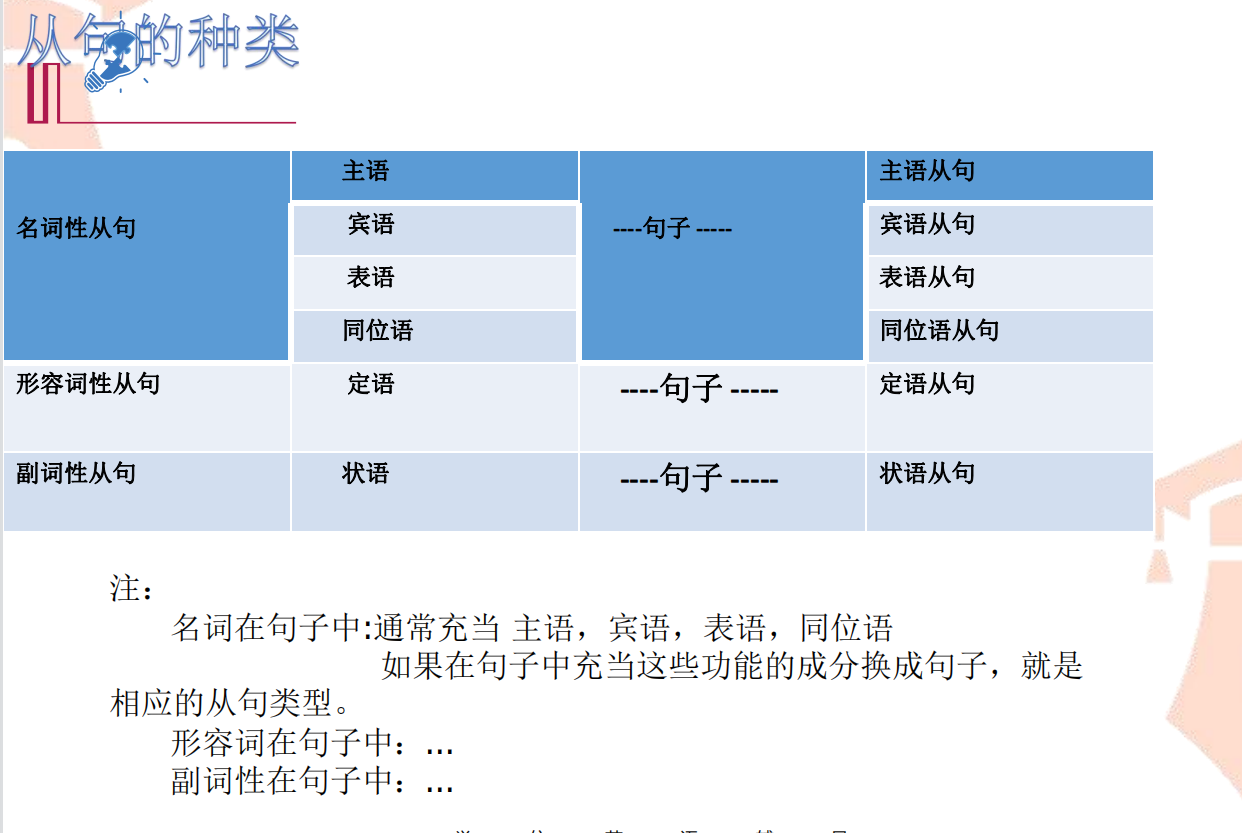 从句的种类
名词性从句 主语 ----句子 ----- 主语从句
宾语 宾语从句
表语 表语从句
同位语 同位语从句
形容词性从句 定语 ----句子 ----- 定语从句
副词性从句 状语 ----句子 ----- 状语从句
注：
名词在句子中:通常充当 主语，宾语，表语，同位语
如果在句子中充当这些功能的成分换成句子，就是
相应的从句类型。
形容词在句子中：...
副词性在句子中：...